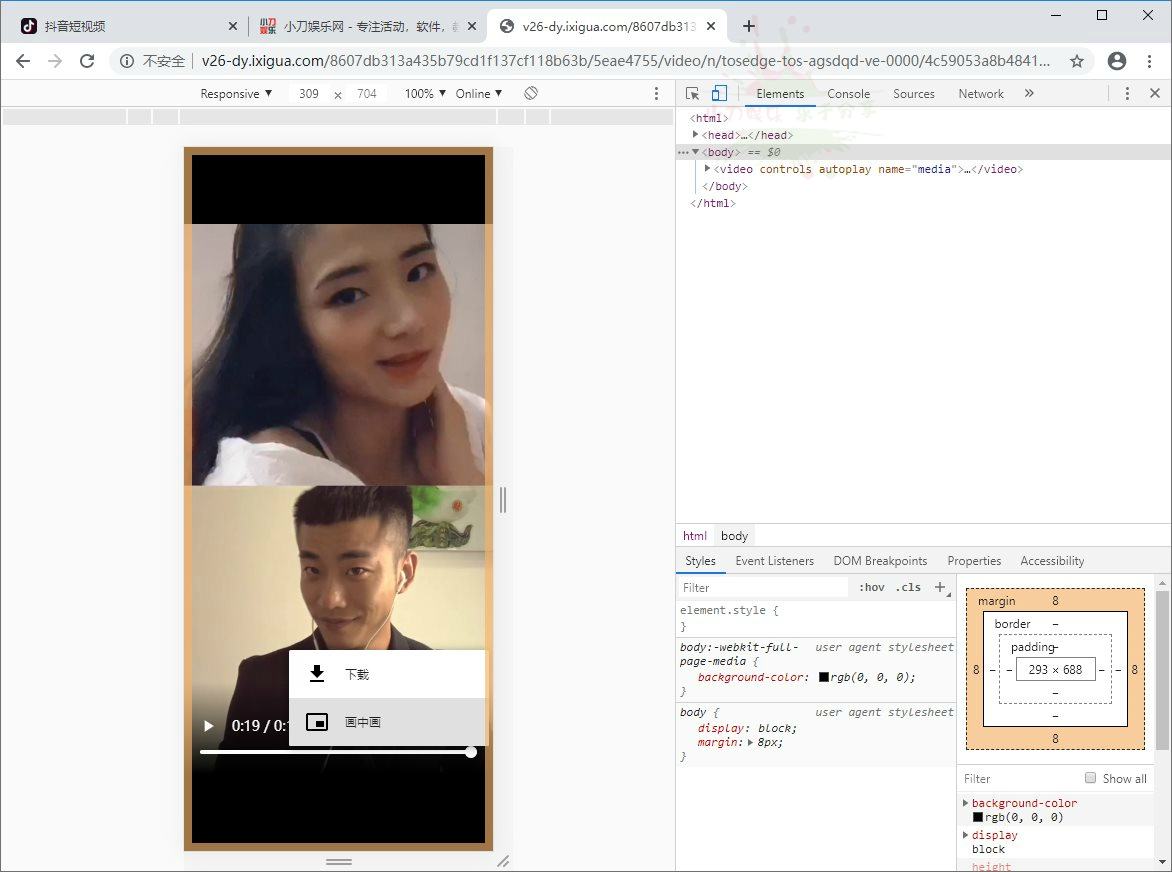 抖音短视频
小刀娱乐网 - 专注活动，软件，
v26-dy.ixigua.com/8607db313
不安全
v26-dy.ixigua.com/8607db313a435b79cd1f137cf118b63b/5eae4755/video/n/tosedge-tos-agsdqd-ve-0000/4c59053a8b4841...
Responsive ▼ 309 x 704 100% ▼ Online ▼
Elements Console Sources Network »
<html>
<head>…</head>
<body> == $0
<video controls autoplay name="media">…</video>
</body>
</html>
下载
画中画
0:19 / 0:1
html body
Styles Event Listeners DOM Breakpoints Properties Accessibility
Filter :hov .cls +
element.style {
}
body:-webkit-full-page-media { user agent stylesheet
background-color: rgb(0, 0, 0);
}
body { user agent stylesheet
display: block;
margin: 8px;
}
margin 8
border –
padding –
8 – – 293 × 688 – – 8
–
–
8
Filter Show all
background-color
rgb(0, 0, 0)
display
block
height